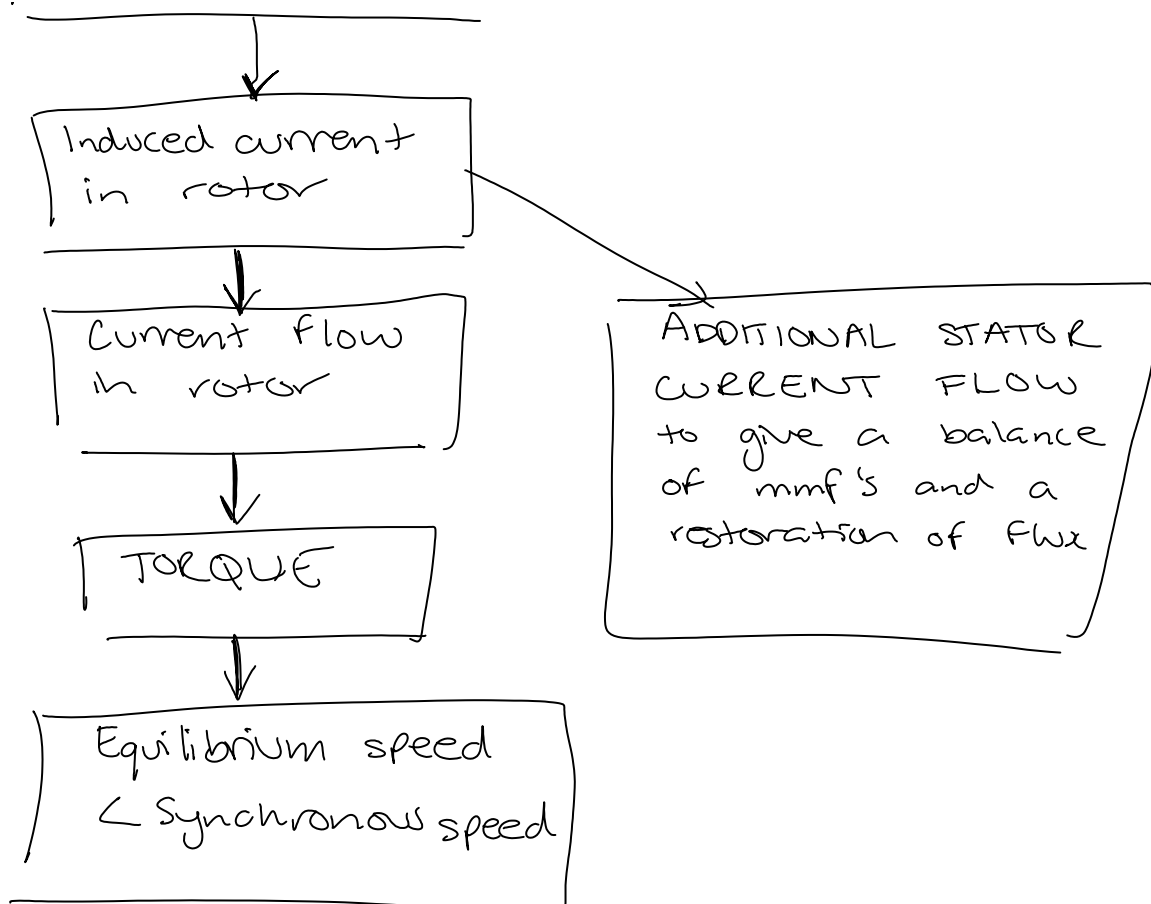 Induced current
in rotor
Current flow
in rotor
TORQUE
Equilibrium speed
< Synchronous speed
ADDITIONAL STATOR
CURRENT FLOW
to give a balance
of mmf's and a
restoration of flux